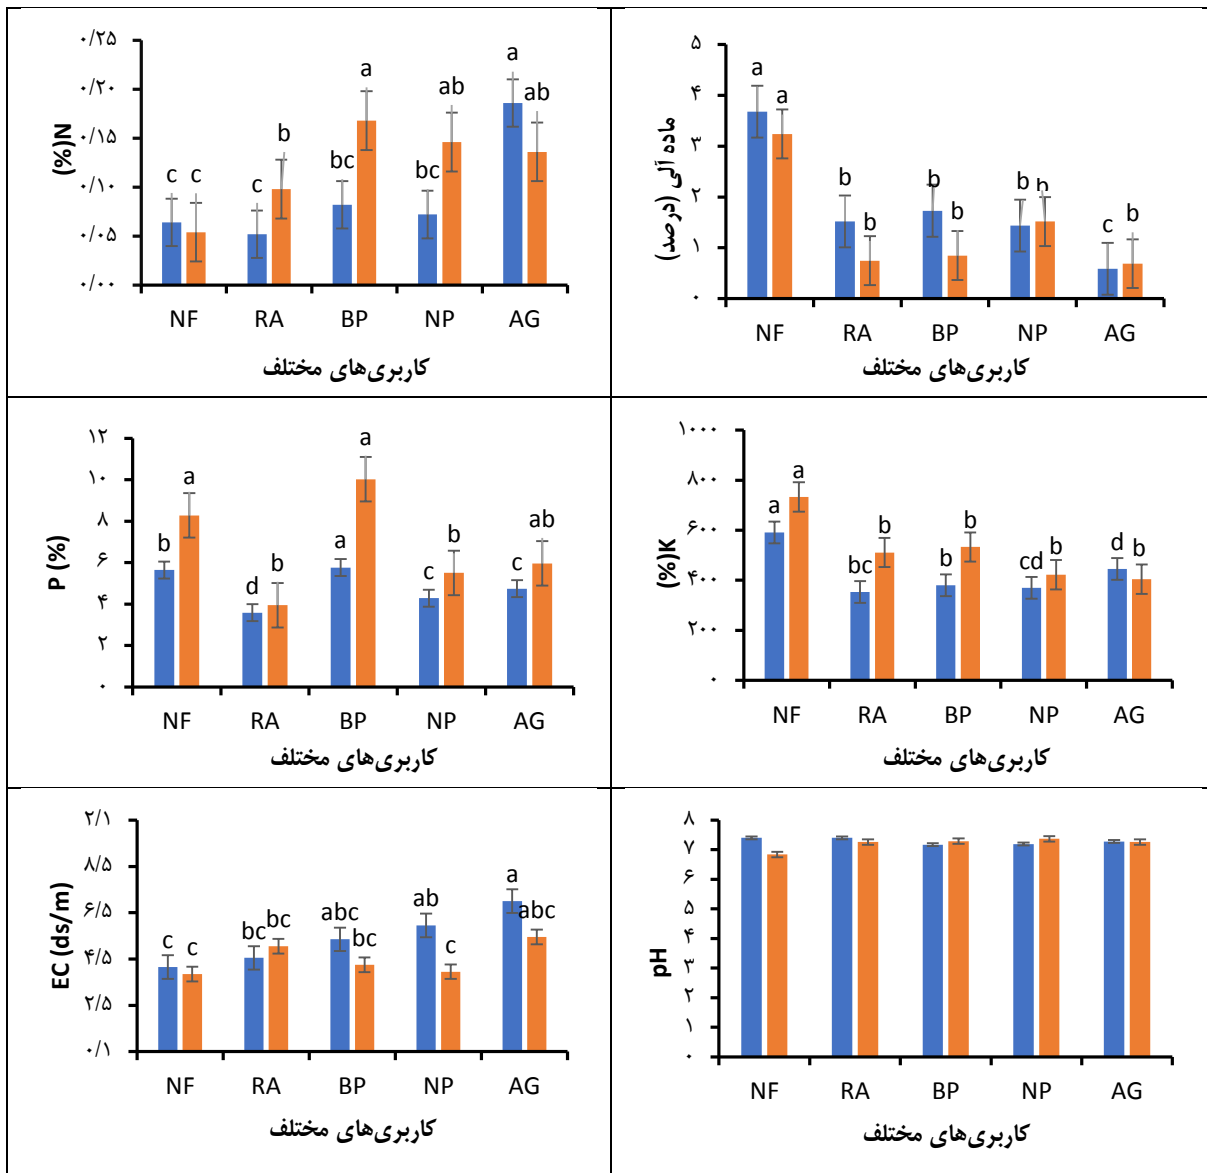 ۰/۲۵
۰/۲۰
۰/۱۵
۰/۱۰
۰/۰۵
۰/۰۰
(%)N
c c c b bc a bc ab a ab
NF RA BP NP AG
کاربری‌های مختلف
۵
۴
۳
۲
۱
۰
ماده آلی (درصد)
a a b b b b b b c b
NF RA BP NP AG
کاربری‌های مختلف
۱۲
۱۰
۸
۶
۴
۲
۰
P (%)
b a d b a a c b c ab
NF RA BP NP AG
کاربری‌های مختلف
۱۰۰۰
۸۰۰
۶۰۰
۴۰۰
۲۰۰
۰
(%)K
a a bc b b b cd b d b
NF RA BP NP AG
کاربری‌های مختلف
۲/۱
۸/۵
۶/۵
۴/۵
۲/۵
۰/۱
EC (ds/m)
c c bc bc abc bc ab c a abc
NF RA BP NP AG
کاربری‌های مختلف
۸
۷
۶
۵
۴
۳
۲
۱
۰
pH
NF RA BP NP AG
کاربری‌های مختلف